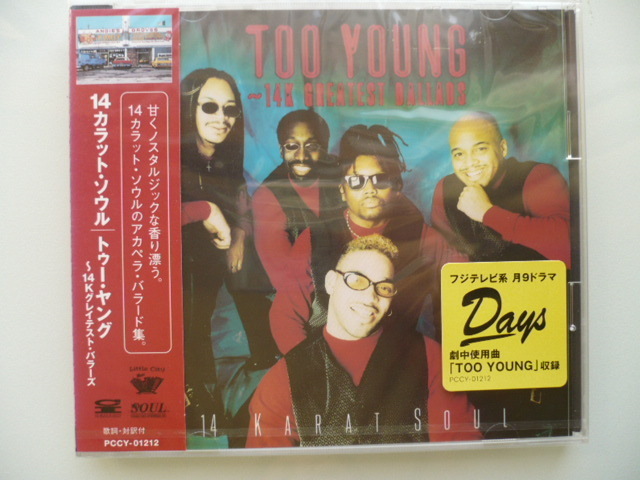 14カラット・ソウル
トゥー・ヤング
~14Kグレイテスト・バラーズ
甘くノスタルジックな香り漂う。
14カラット・ソウルのアカペラ・バラード集。
SOUL
歌詞・対訳付
PCCY-01212
TOO YOUNG
~14K GREATEST BALLADS
フジテレビ系 月9ドラマ
Days
劇中使用曲
「TOO YOUNG」収録
PCCY-01212
14 KARAT SOUL